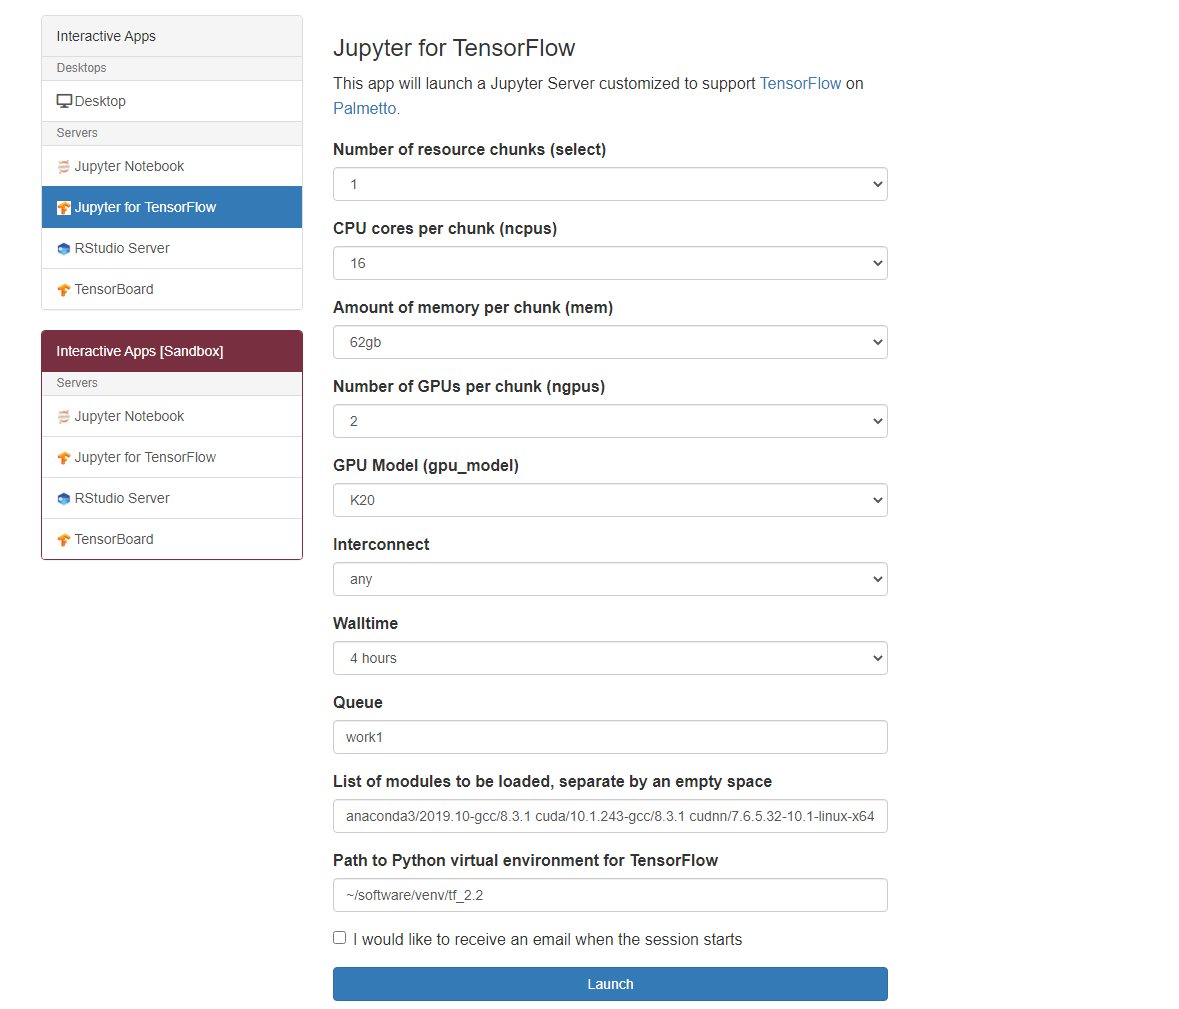 Interactive Apps
Desktops
Desktop
Servers
Jupyter Notebook
Jupyter for TensorFlow
RStudio Server
TensorBoard
Interactive Apps [Sandbox]
Servers
Jupyter Notebook
Jupyter for TensorFlow
RStudio Server
TensorBoard
Jupyter for TensorFlow
This app will launch a Jupyter Server customized to support TensorFlow on
Palmetto.
Number of resource chunks (select)
1
CPU cores per chunk (ncpus)
16
Amount of memory per chunk (mem)
62gb
Number of GPUs per chunk (ngpus)
2
GPU Model (gpu_model)
K20
Interconnect
any
Walltime
4 hours
Queue
work1
List of modules to be loaded, separate by an empty space
anaconda3/2019.10-gcc/8.3.1 cuda/10.1.243-gcc/8.3.1 cudnn/7.6.5.32-10.1-linux-x64
Path to Python virtual environment for TensorFlow
~/software/venv/tf_2.2
I would like to receive an email when the session starts
Launch